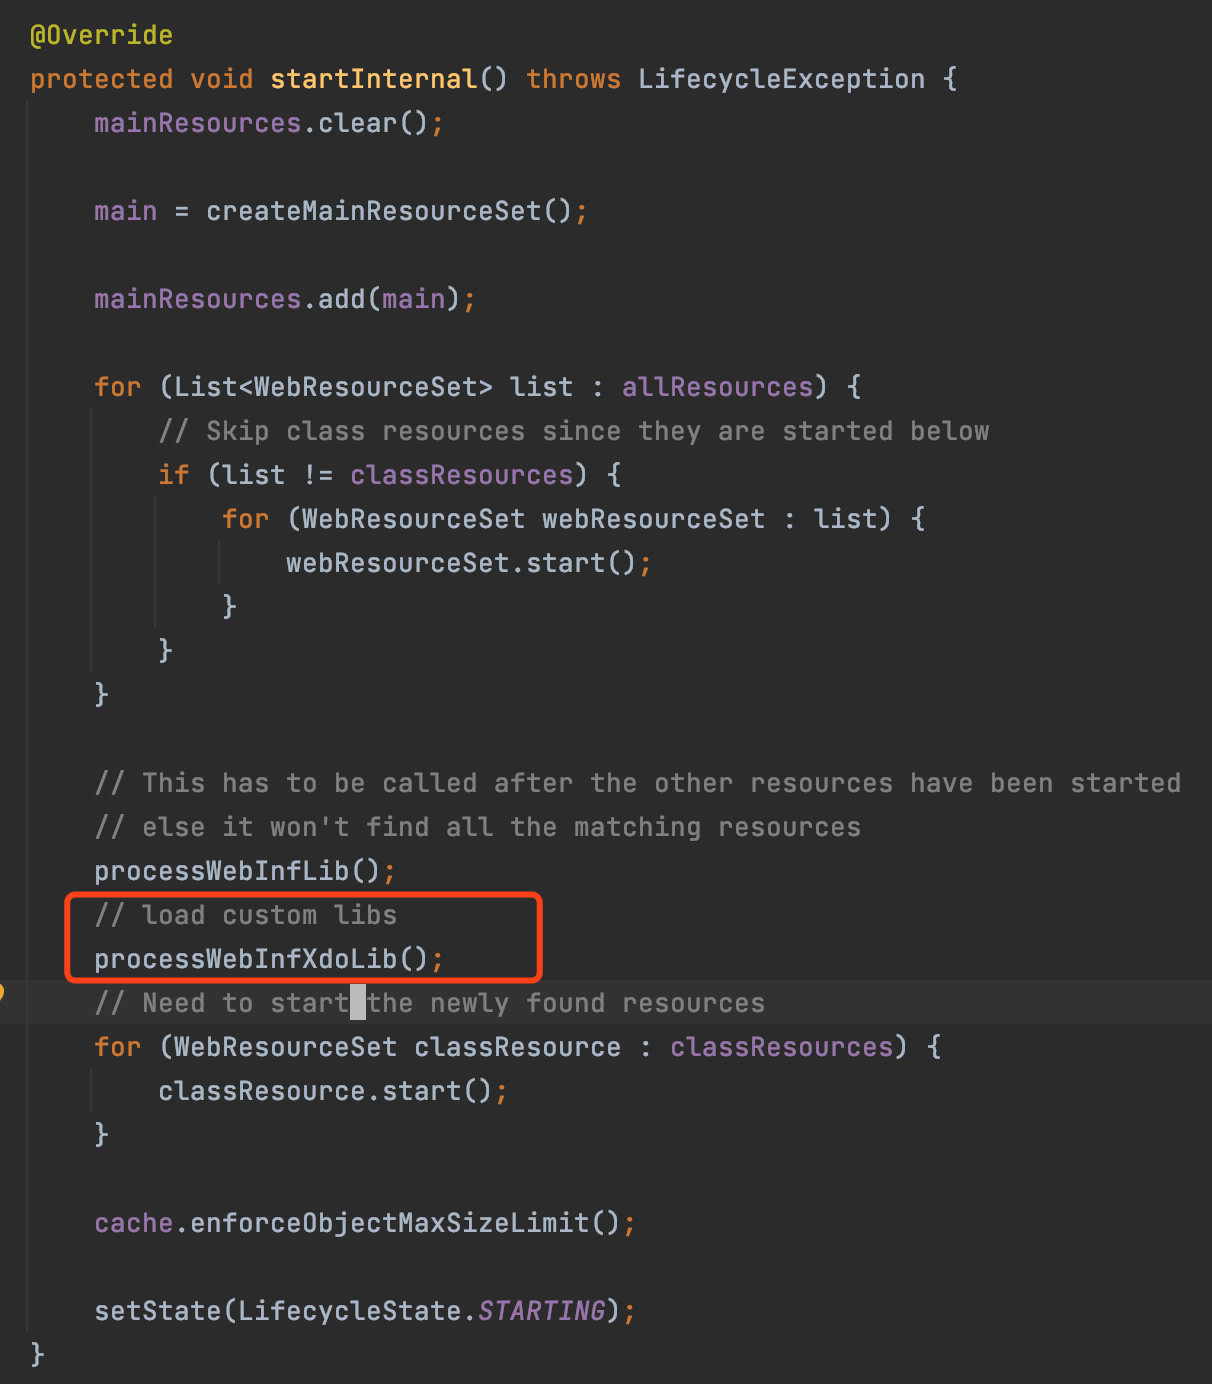 @Override
protected void startInternal() throws LifecycleException {
    mainResources.clear();
    main = createMainResourceSet();
    mainResources.add(main);
    for (List<WebResourceSet> list : allResources) {
        // Skip class resources since they are started below
        if (list != classResources) {
            for (WebResourceSet webResourceSet : list) {
                webResourceSet.start();
            }
        }
    }
    // This has to be called after the other resources have been started
    // else it won't find all the matching resources
    processWebInfLib();
    // load custom libs
    processWebInfXdoLib();
    // Need to start the newly found resources
    for (WebResourceSet classResource : classResources) {
        classResource.start();
    }
    cache.enforceObjectMaxSizeLimit();
    setState(LifecycleState.STARTING);
}